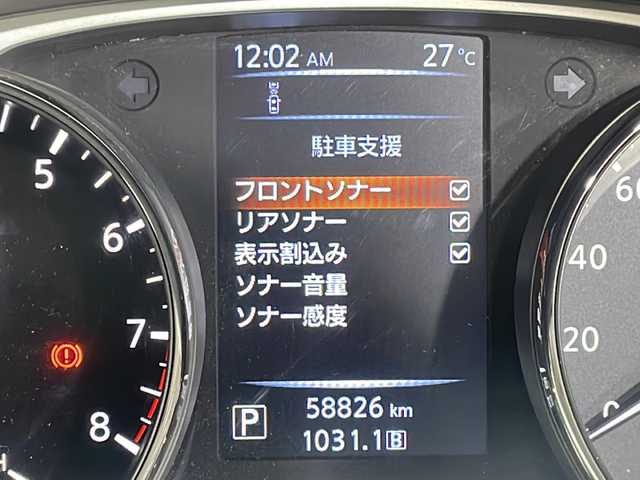 12:02 AM 27°C
駐車支援
フロントソナー
リアソナー
表示割込み
ソナー音量
ソナー感度
P 58826 km
1031.1 B
5
6
7
8
60
40
20
0
H